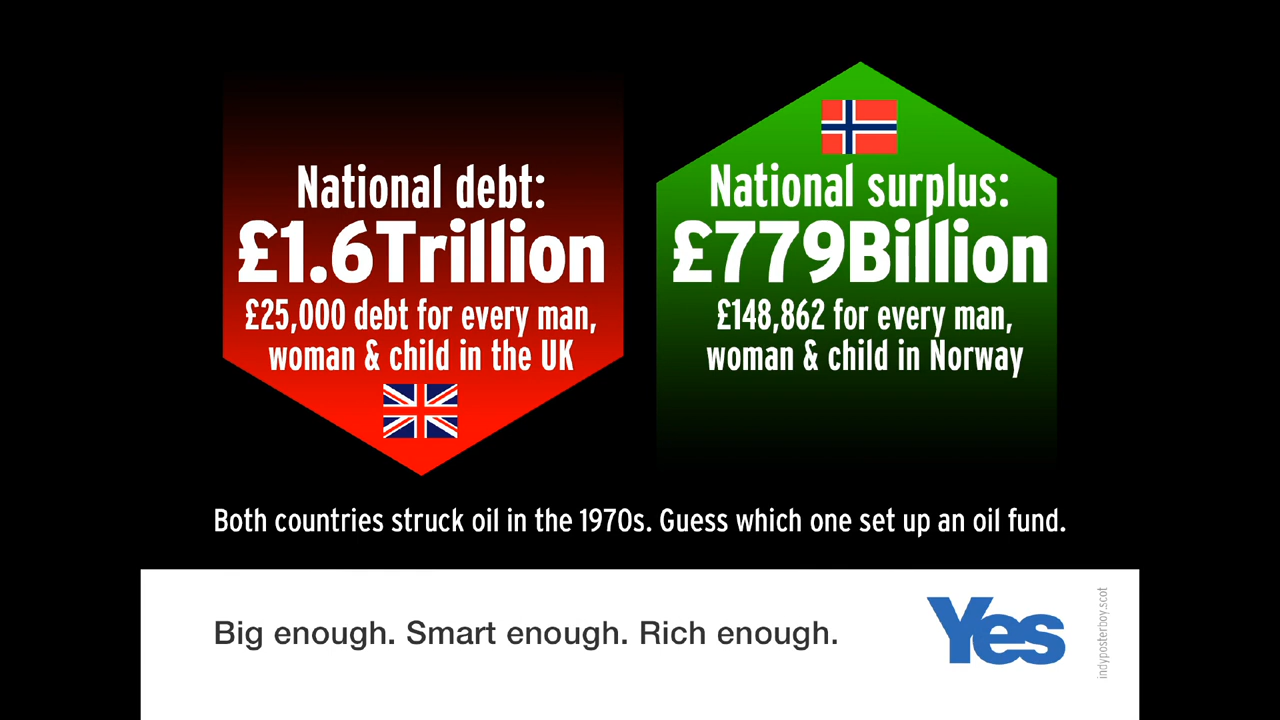 National debt:
£1.6Trillion
£25,000 debt for every man,
woman & child in the UK
National surplus:
£779Billion
£148,862 for every man,
woman & child in Norway
Both countries struck oil in the 1970s. Guess which one set up an oil fund.
Big enough. Smart enough. Rich enough.
Yes
indyposterboy.scot